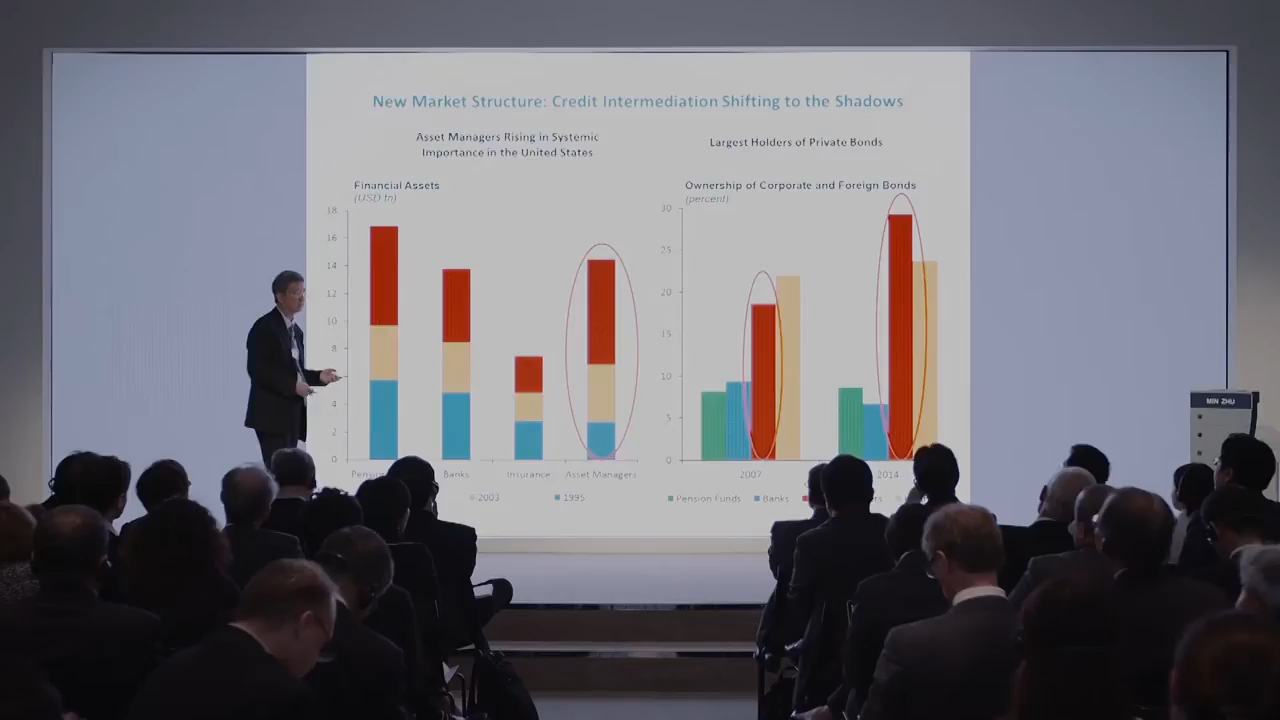 New Market Structure: Credit Intermediation Shifting to the Shadows
Asset Managers Rising in Systemic
Importance in the United States
Financial Assets
(USD tn)
18
16
14
12
10
8
6
4
2
0
Banks
Insurance
Asset Managers
2003
1995
Largest Holders of Private Bonds
Ownership of Corporate and Foreign Bonds
(percent)
30
25
20
15
10
5
0
2007
2014
Pension Funds
Banks
MIN ZHU